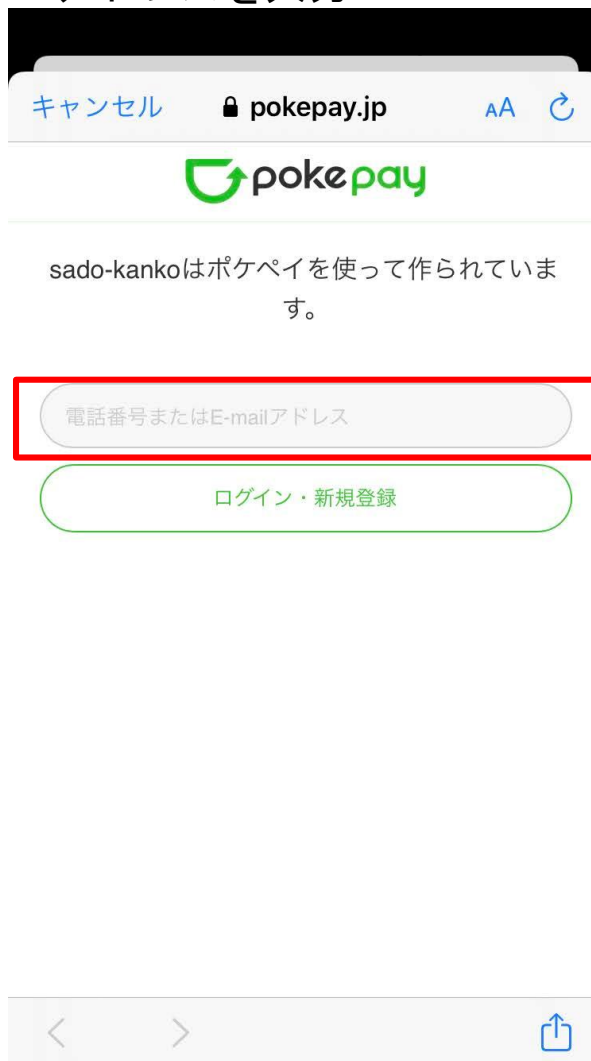 キャンセル
pokepay.jp
AA
pokepay
sado-kankoはポケペイを使って作られていま
す。
電話番号またはE-mailアドレス
ログイン・新規登録